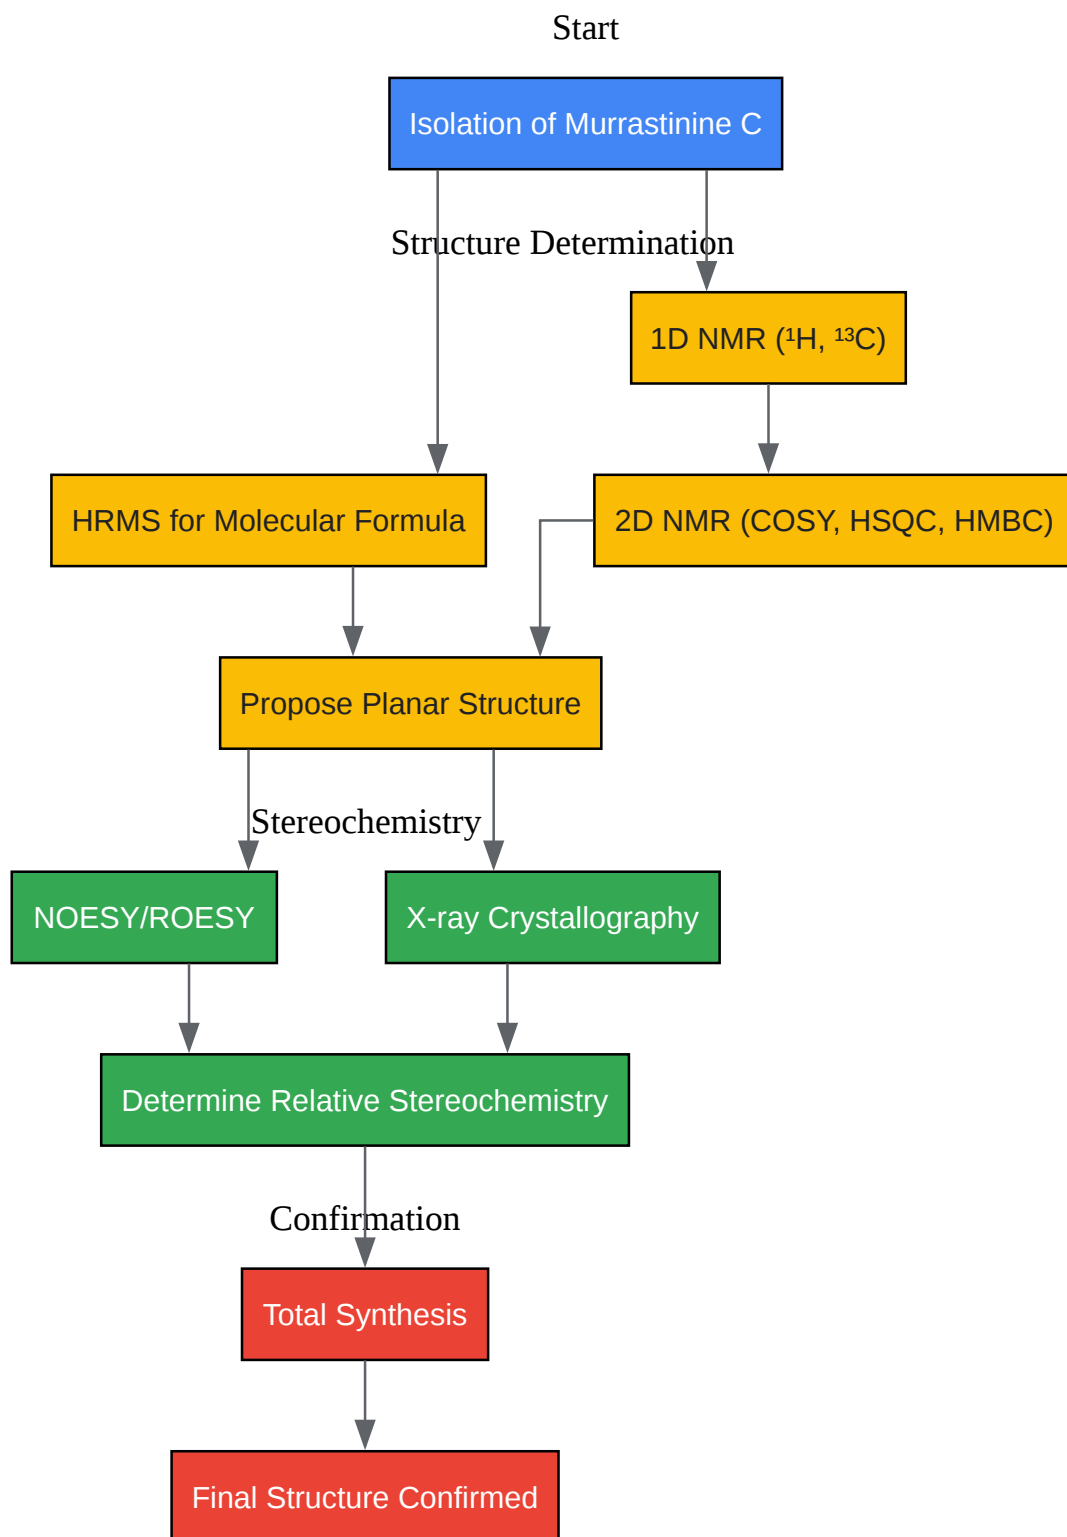 Start
Isolation of Murrastinine C
Structure Determination
1D NMR (¹H, ¹³C)
HRMS for Molecular Formula
2D NMR (COSY, HSQC, HMBC)
Propose Planar Structure
Stereochemistry
NOESY/ROESY
X-ray Crystallography
Determine Relative Stereochemistry
Confirmation
Total Synthesis
Final Structure Confirmed